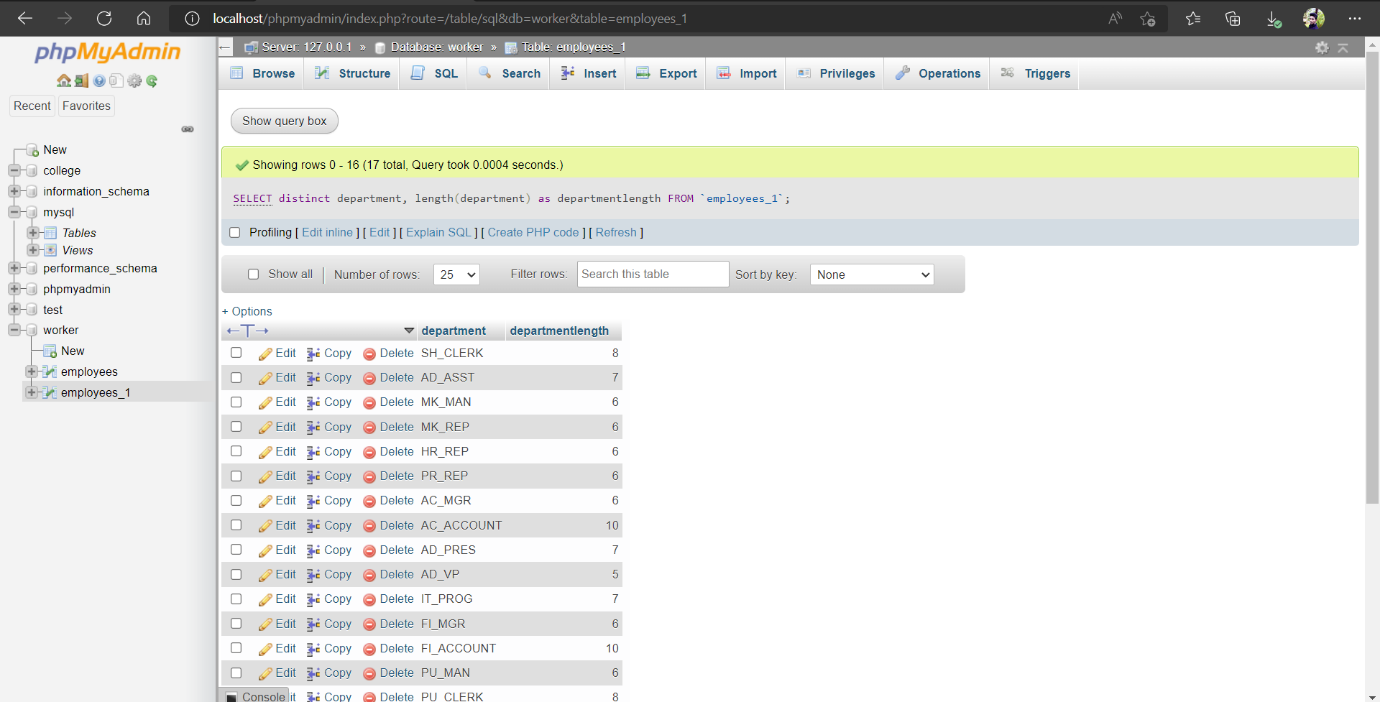 localhost/phpmyadmin/index.php?route=/table/sql&db=worker&table=employees_1
phpMyAdmin
Recent Favorites
New
college
information_schema
mysql
Tables
Views
performance_schema
phpmyadmin
test
worker
New
employees
employees_1
Server: 127.0.0.1 » Database: worker » Table: employees_1
Browse Structure SQL Search Insert Export Import Privileges Operations Triggers
Show query box
Showing rows 0 - 16 (17 total, Query took 0.0004 seconds.)
SELECT distinct department, length(department) as departmentlength FROM `employees_1`;
Profiling [ Edit inline ] [ Edit ] [ Explain SQL ] [ Create PHP code ] [ Refresh ]
Show all | Number of rows: 25 Filter rows: Search this table Sort by key: None
+ Options
←T→ department departmentlength
Edit Copy Delete SH_CLERK 8
Edit Copy Delete AD_ASST 7
Edit Copy Delete MK_MAN 6
Edit Copy Delete MK_REP 6
Edit Copy Delete HR_REP 6
Edit Copy Delete PR_REP 6
Edit Copy Delete AC_MGR 6
Edit Copy Delete AC_ACCOUNT 10
Edit Copy Delete AD_PRES 7
Edit Copy Delete AD_VP 5
Edit Copy Delete IT_PROG 7
Edit Copy Delete FI_MGR 6
Edit Copy Delete FI_ACCOUNT 10
Edit Copy Delete PU_MAN 6
Console it Copy Delete PU_CLERK 8